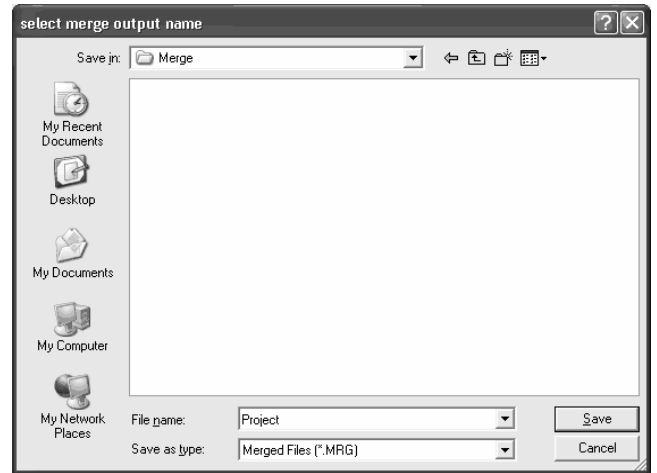 select merge output name
Save in: Merge
My Recent
Documents
Desktop
My Documents
My Computer
My Network
Places
File name: Project Save
Save as type: Merged Files (*.MRG) Cancel